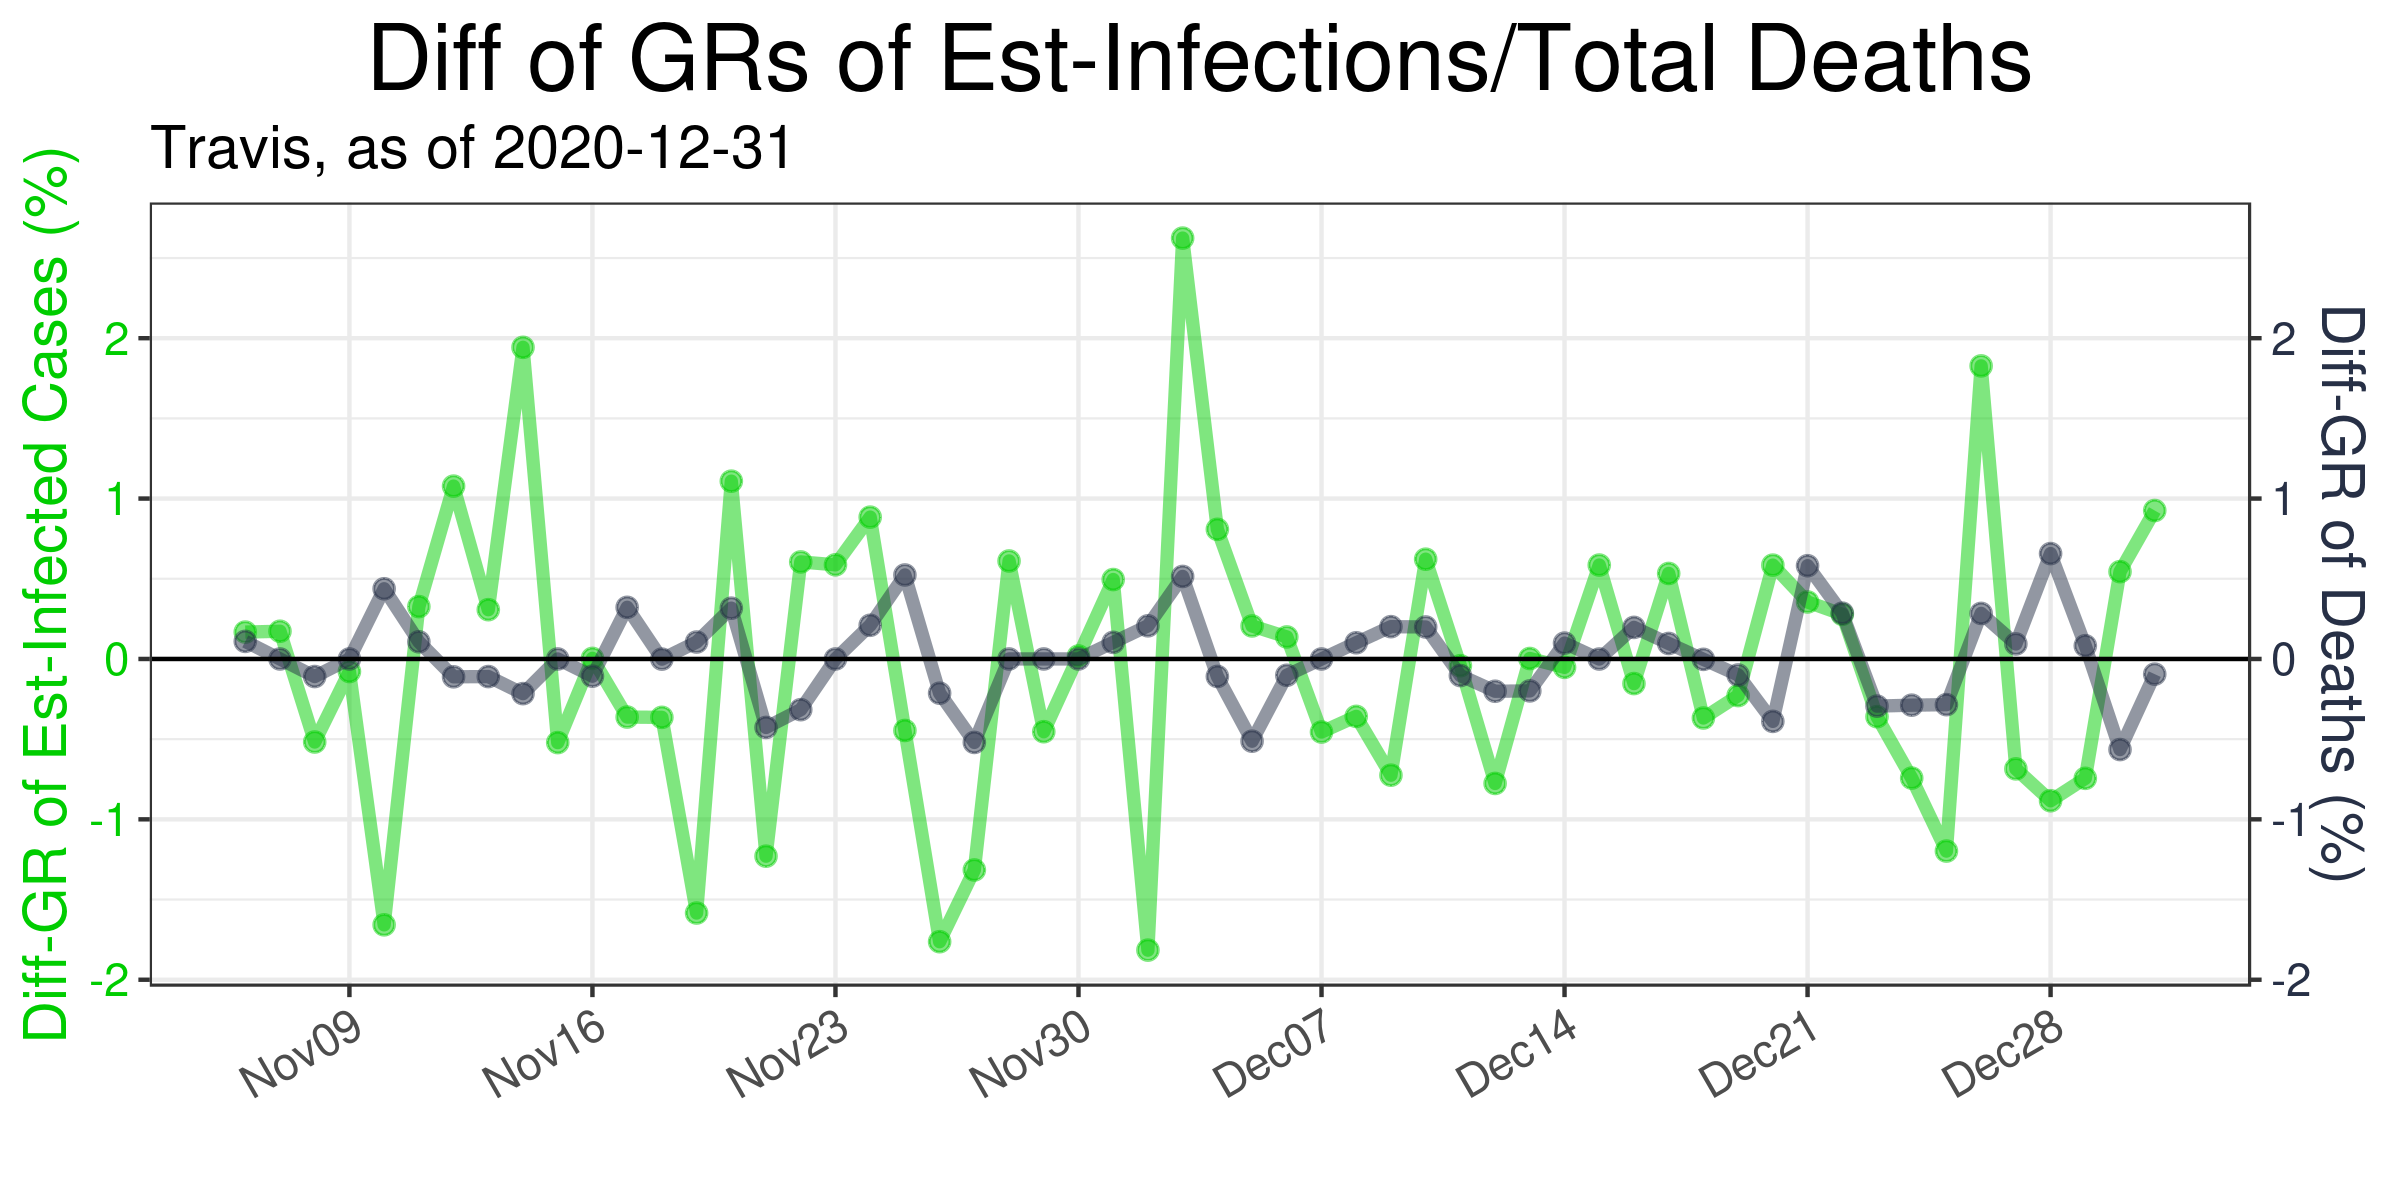 Diff of GRs of Est-Infections/Total Deaths
Travis, as of 2020-12-31
Diff-GR of Est-Infected Cases (%)
2
1
0
-1
-2
2
1
0
-1
-2
Diff-GR of Deaths (%)
Nov09
Nov16
Nov23
Nov30
Dec07
Dec14
Dec21
Dec28